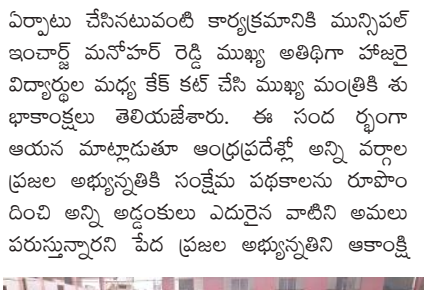 ఏర్పాటు చేసినటువంటి కార్యక్రమానికి మున్సిపల్
ఇంచార్జ్ మనోహర్ రెడ్డి ముఖ్య అతిథిగా హాజరై
విద్యార్థుల మధ్య కేక్ కట్ చేసి ముఖ్య మంత్రికి శు
భాకాంక్షలు తెలియజేశారు. ఈ సంద ర్భంగా
ఆయన మాట్లాడుతూ ఆంధ్రప్రదేశ్లో అన్ని వర్గాల
ప్రజల అభ్యున్నతికి సంక్షేమ పథకాలను రూపొం
దించి అన్ని అడ్డంకులు ఎదురైన వాటిని అమలు
పరుస్తున్నారని పేద ప్రజల అభ్యున్నతిని ఆకాంక్షి